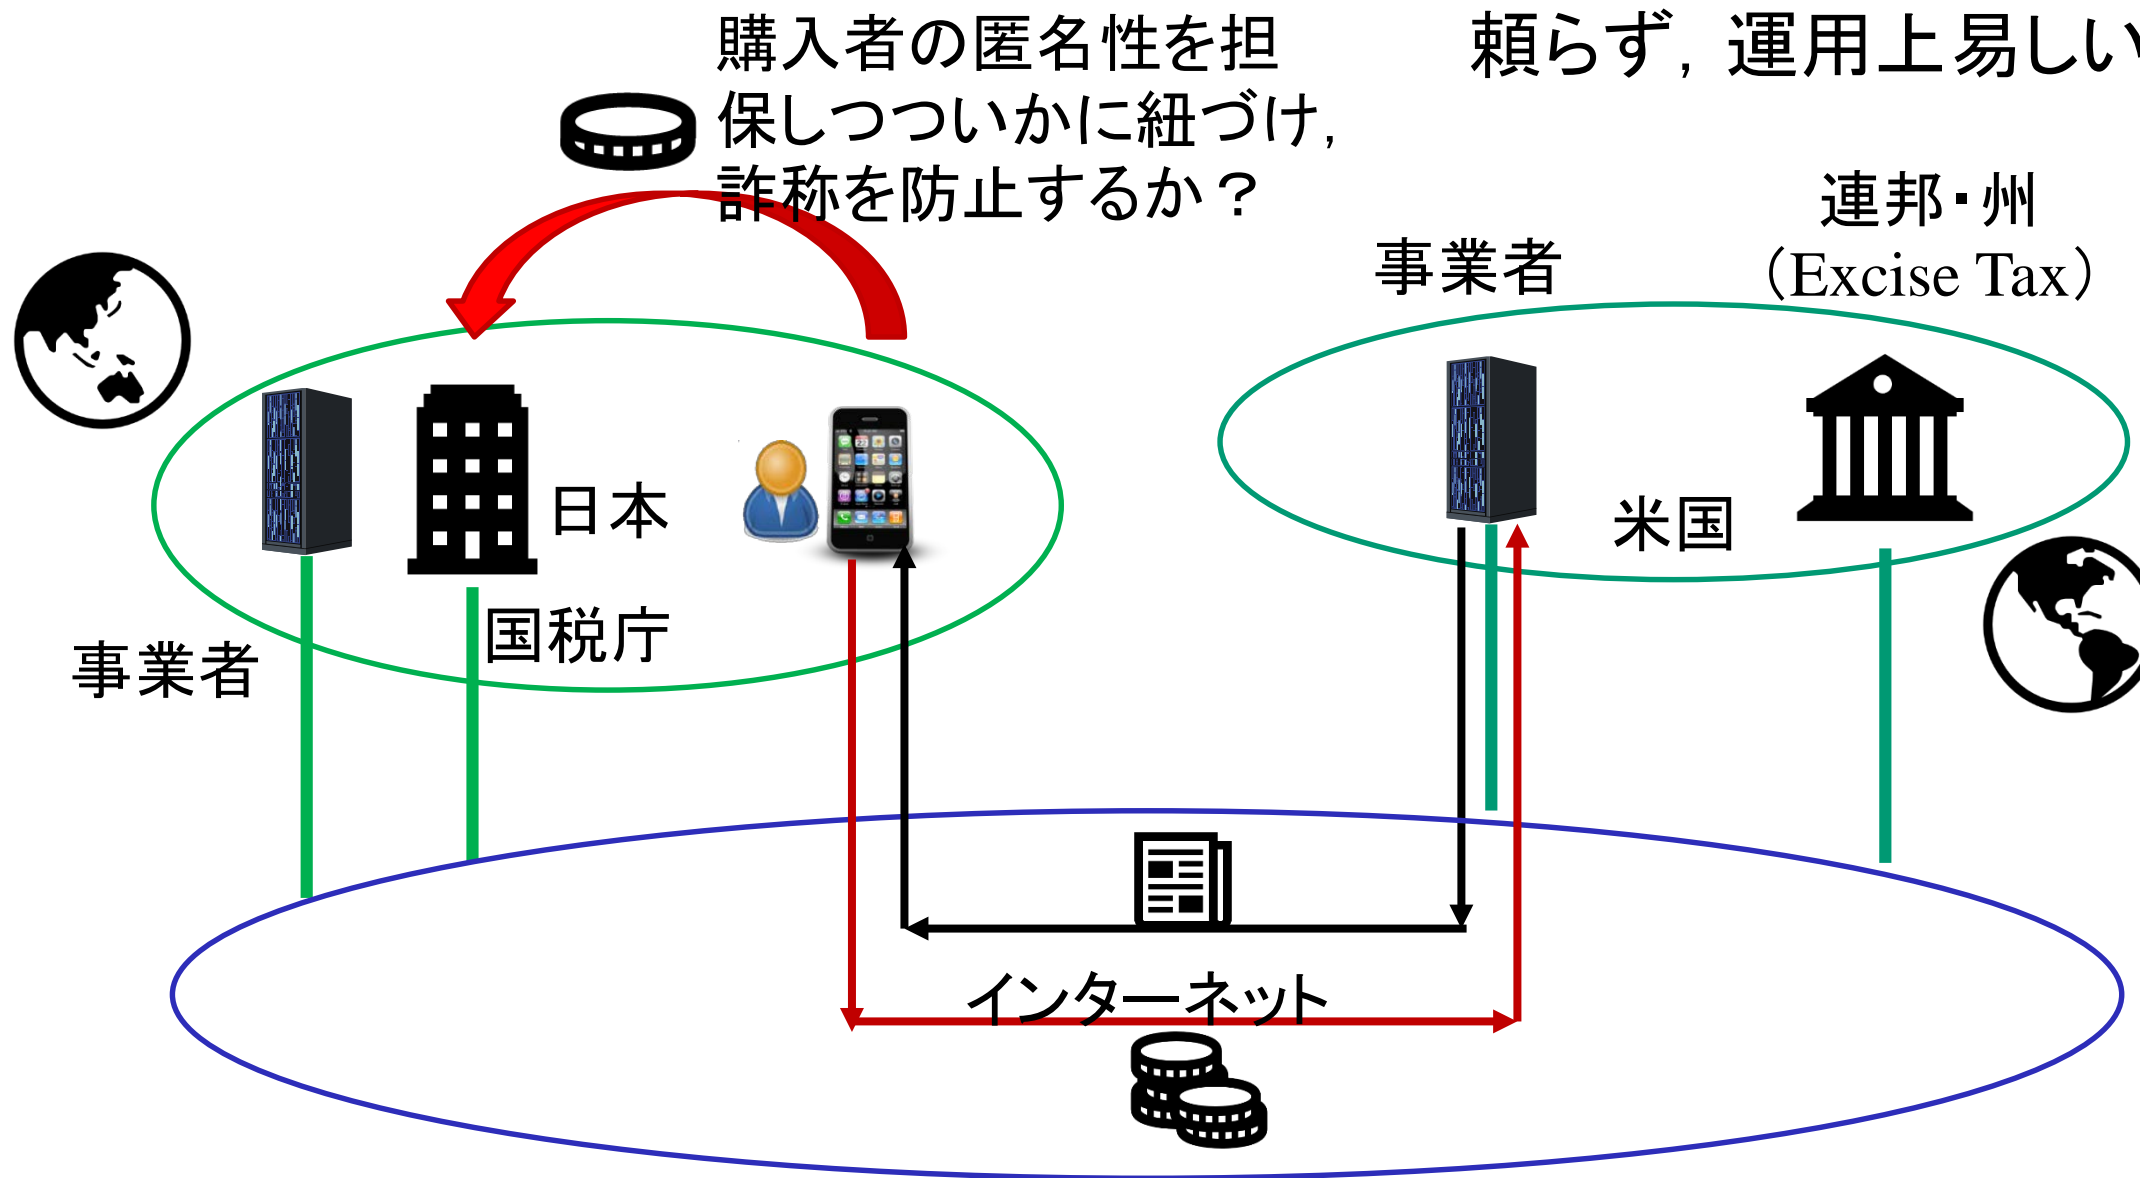 購入者の匿名性を担
保しつついかに紐づけ,
詐称を防止するか？
頼らず, 運用上易しい
連邦・州
（Excise Tax）
事業者
日本
米国
国税庁
事業者
インターネット